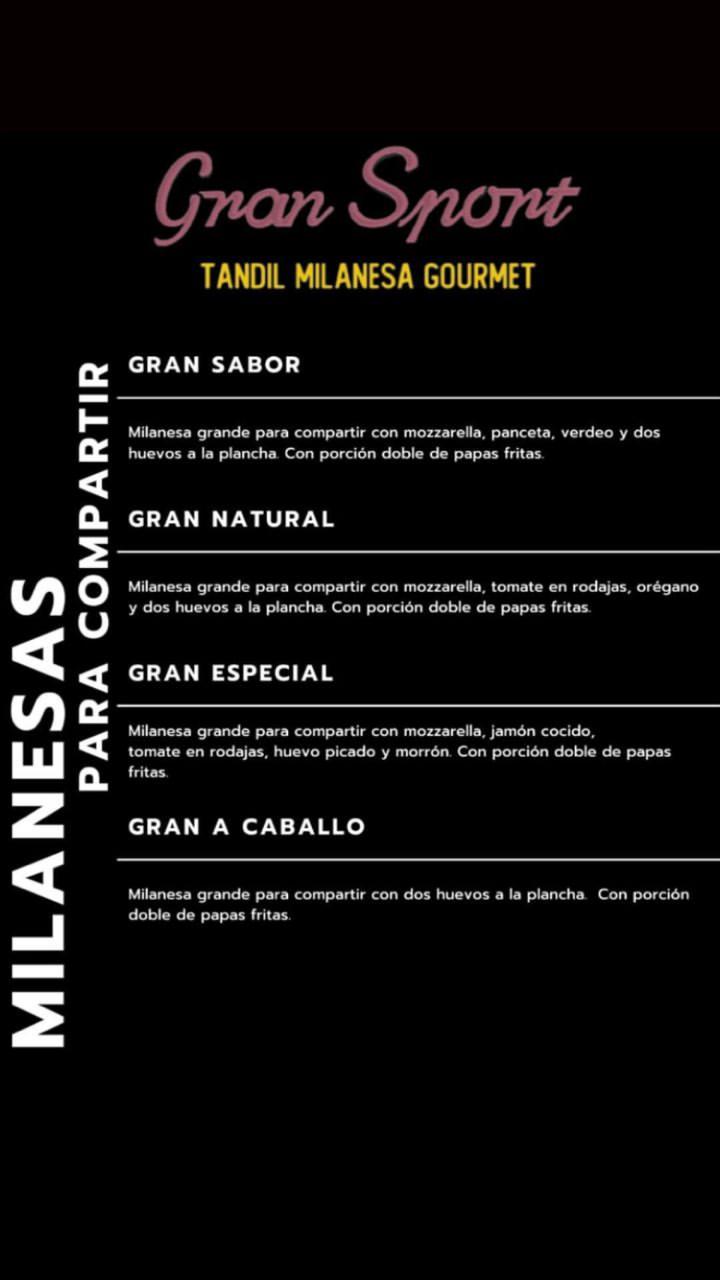 Gran Sport
TANDIL MILANESA GOURMET
MILANESAS
PARA COMPARTIR
GRAN SABOR
Milanesa grande para compartir con mozzarella, panceta, verdeo y dos
huevos a la plancha. Con porción doble de papas fritas.
GRAN NATURAL
Milanesa grande para compartir con mozzarella, tomate en rodajas, orégano
y dos huevos a la plancha. Con porción doble de papas fritas.
GRAN ESPECIAL
Milanesa grande para compartir con mozzarella, jamón cocido,
tomate en rodajas, huevo picado y morrón. Con porción doble de papas
fritas.
GRAN A CABALLO
Milanesa grande para compartir con dos huevos a la plancha.  Con porción
doble de papas fritas.